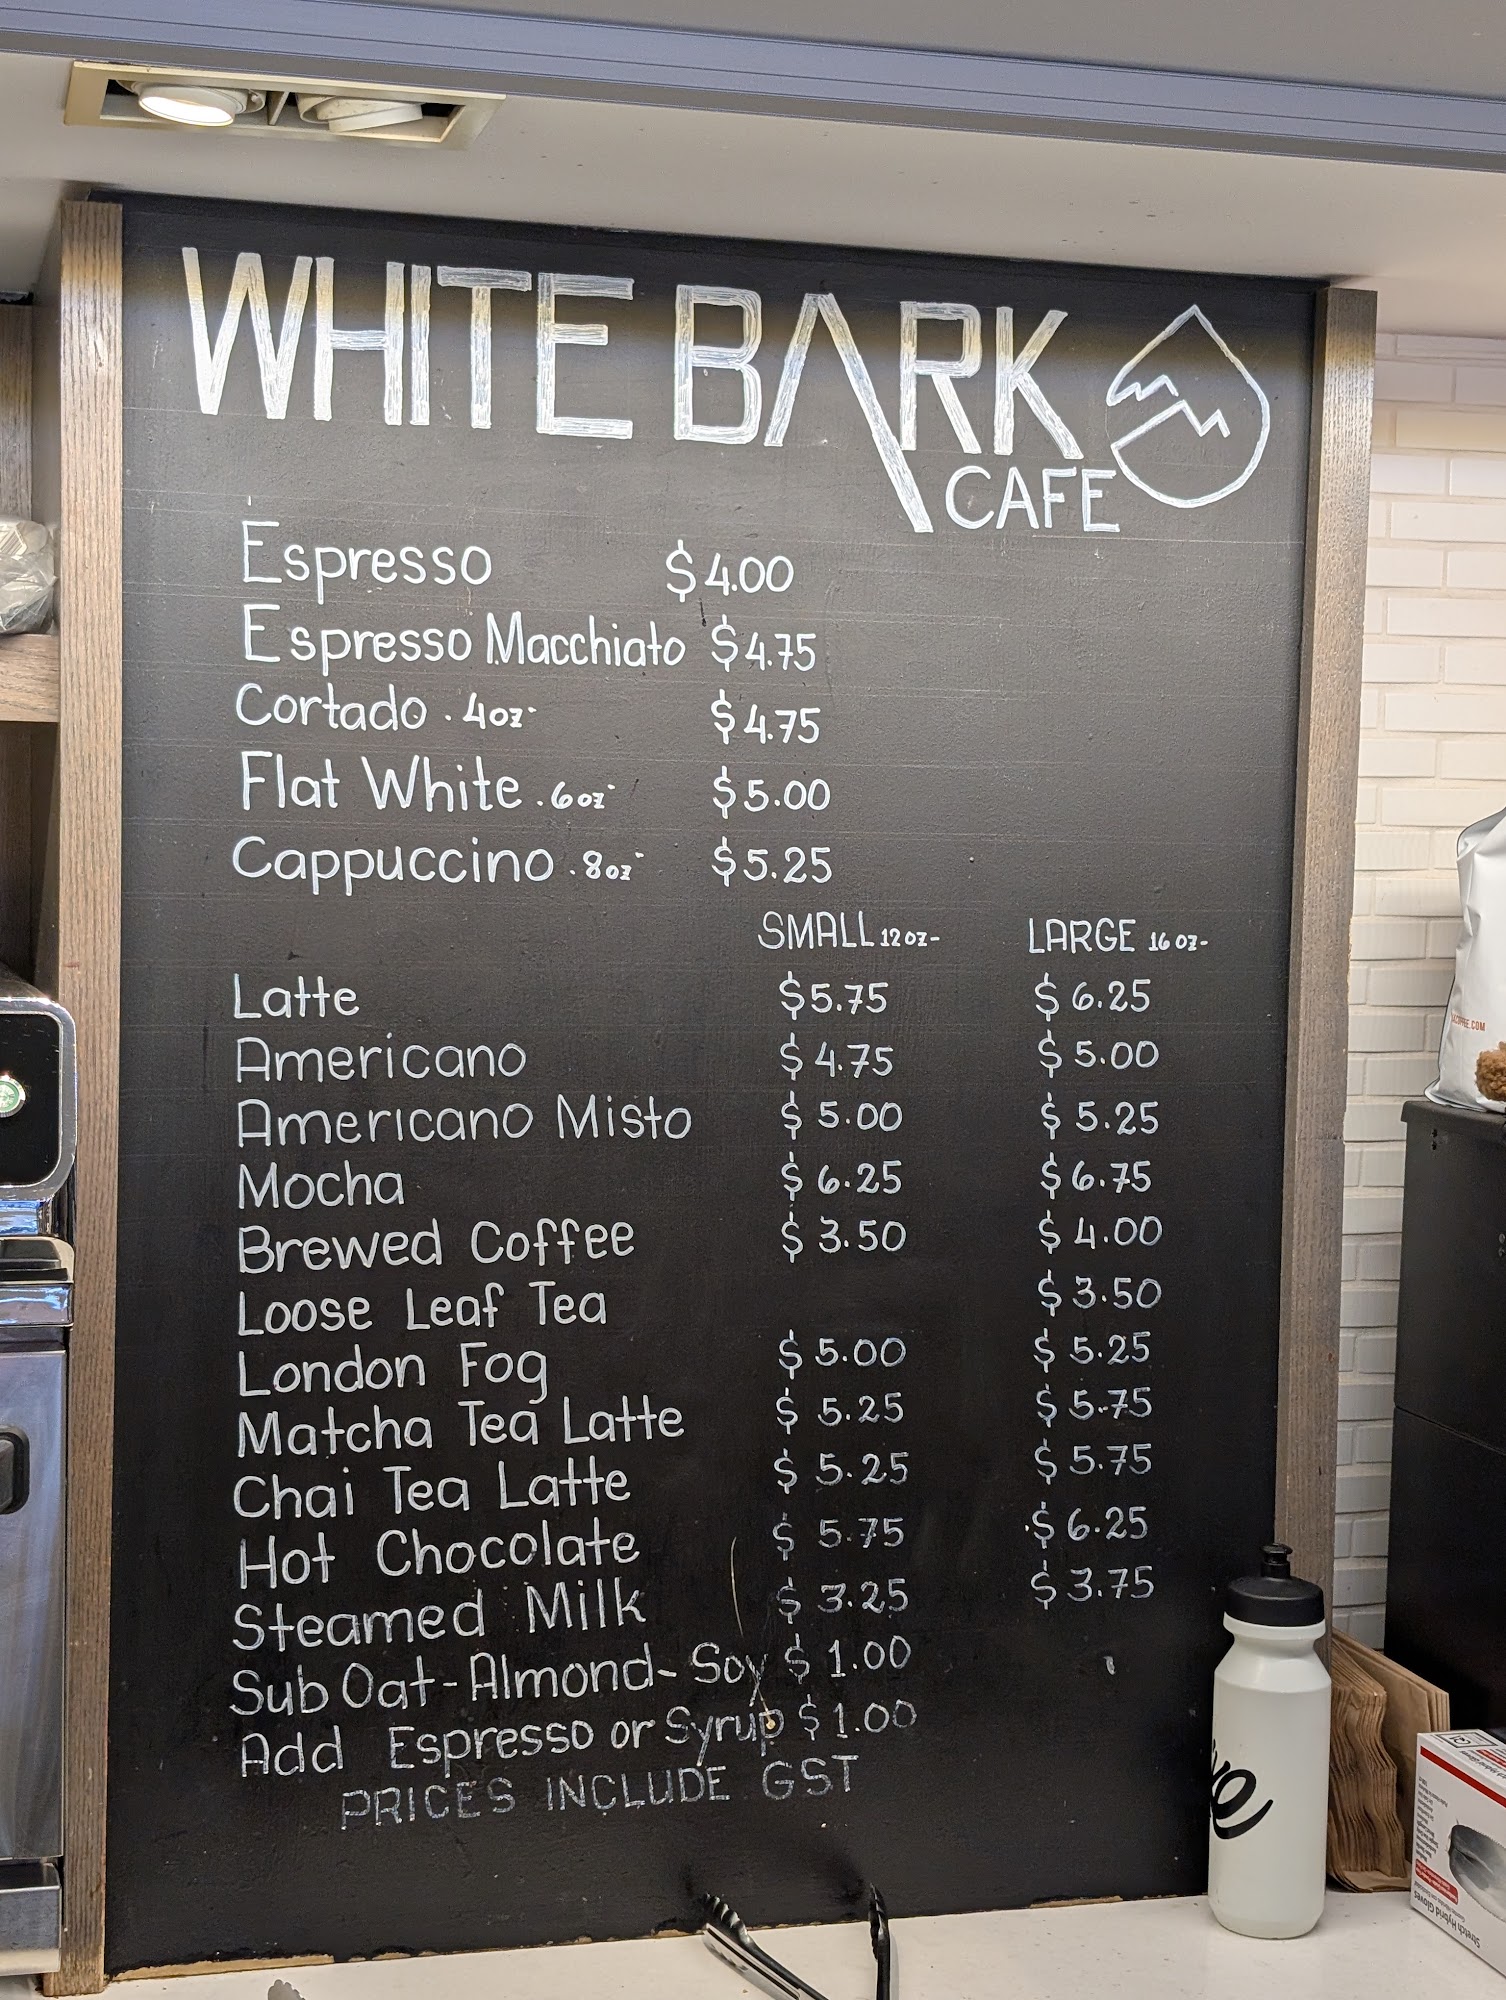 WHITE BARK
CAFE
Espresso $4.00
Espresso Macchiato $4.75
Cortado . 4oz $4.75
Flat White . 6oz $5.00
Cappuccino . 8oz $5.25
SMALL 12oz- LARGE 16oz-
Latte $5.75 $6.25
Americano $4.75 $5.00
Americano Misto $5.00 $5.25
Mocha $6.25 $6.75
Brewed Coffee $3.50 $4.00
Loose Leaf Tea $3.50
London Fog $5.00 $5.25
Matcha Tea Latte $5.25 $5.75
Chai Tea Latte $5.25 $5.75
Hot Chocolate $5.75 $6.25
Steamed Milk $3.25 $3.75
Sub Oat-Almond-Soy $1.00
Add Espresso or Syrup $1.00
PRICES INCLUDE GST
Stretch Hybrid Gloves